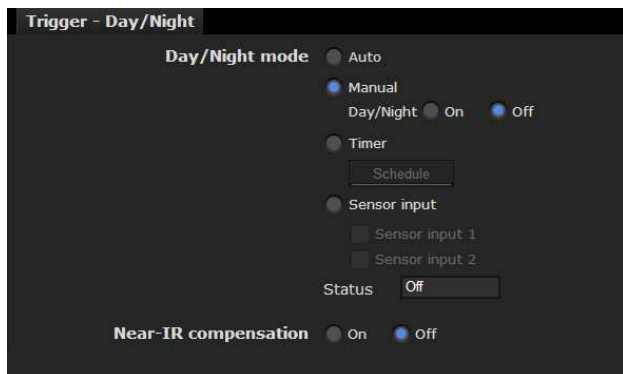 Trigger - Day/Night
Day/Night mode Auto
Manual
Day/Night On Off
Timer
Schedule
Sensor input
Sensor input 1
Sensor input 2
Status Off
Near-IR compensation On Off